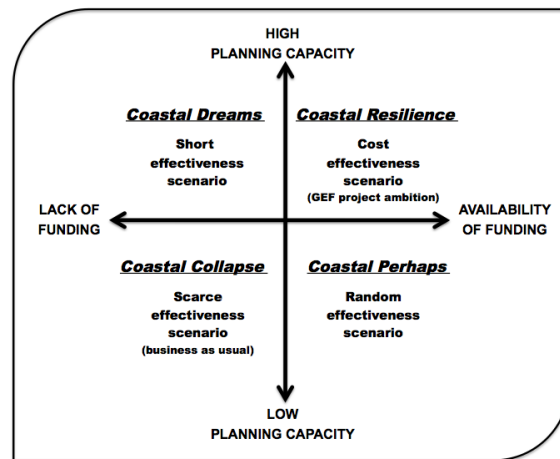 HIGH
PLANNING CAPACITY
Coastal Dreams
Short
effectiveness
scenario
Coastal Resilience
Cost
effectiveness
scenario
(GEF project ambition)
LACK OF
FUNDING
AVAILABILITY
OF FUNDING
Coastal Collapse
Scarce
effectiveness
scenario
(business as usual)
Coastal Perhaps
Random
effectiveness
scenario
LOW
PLANNING CAPACITY